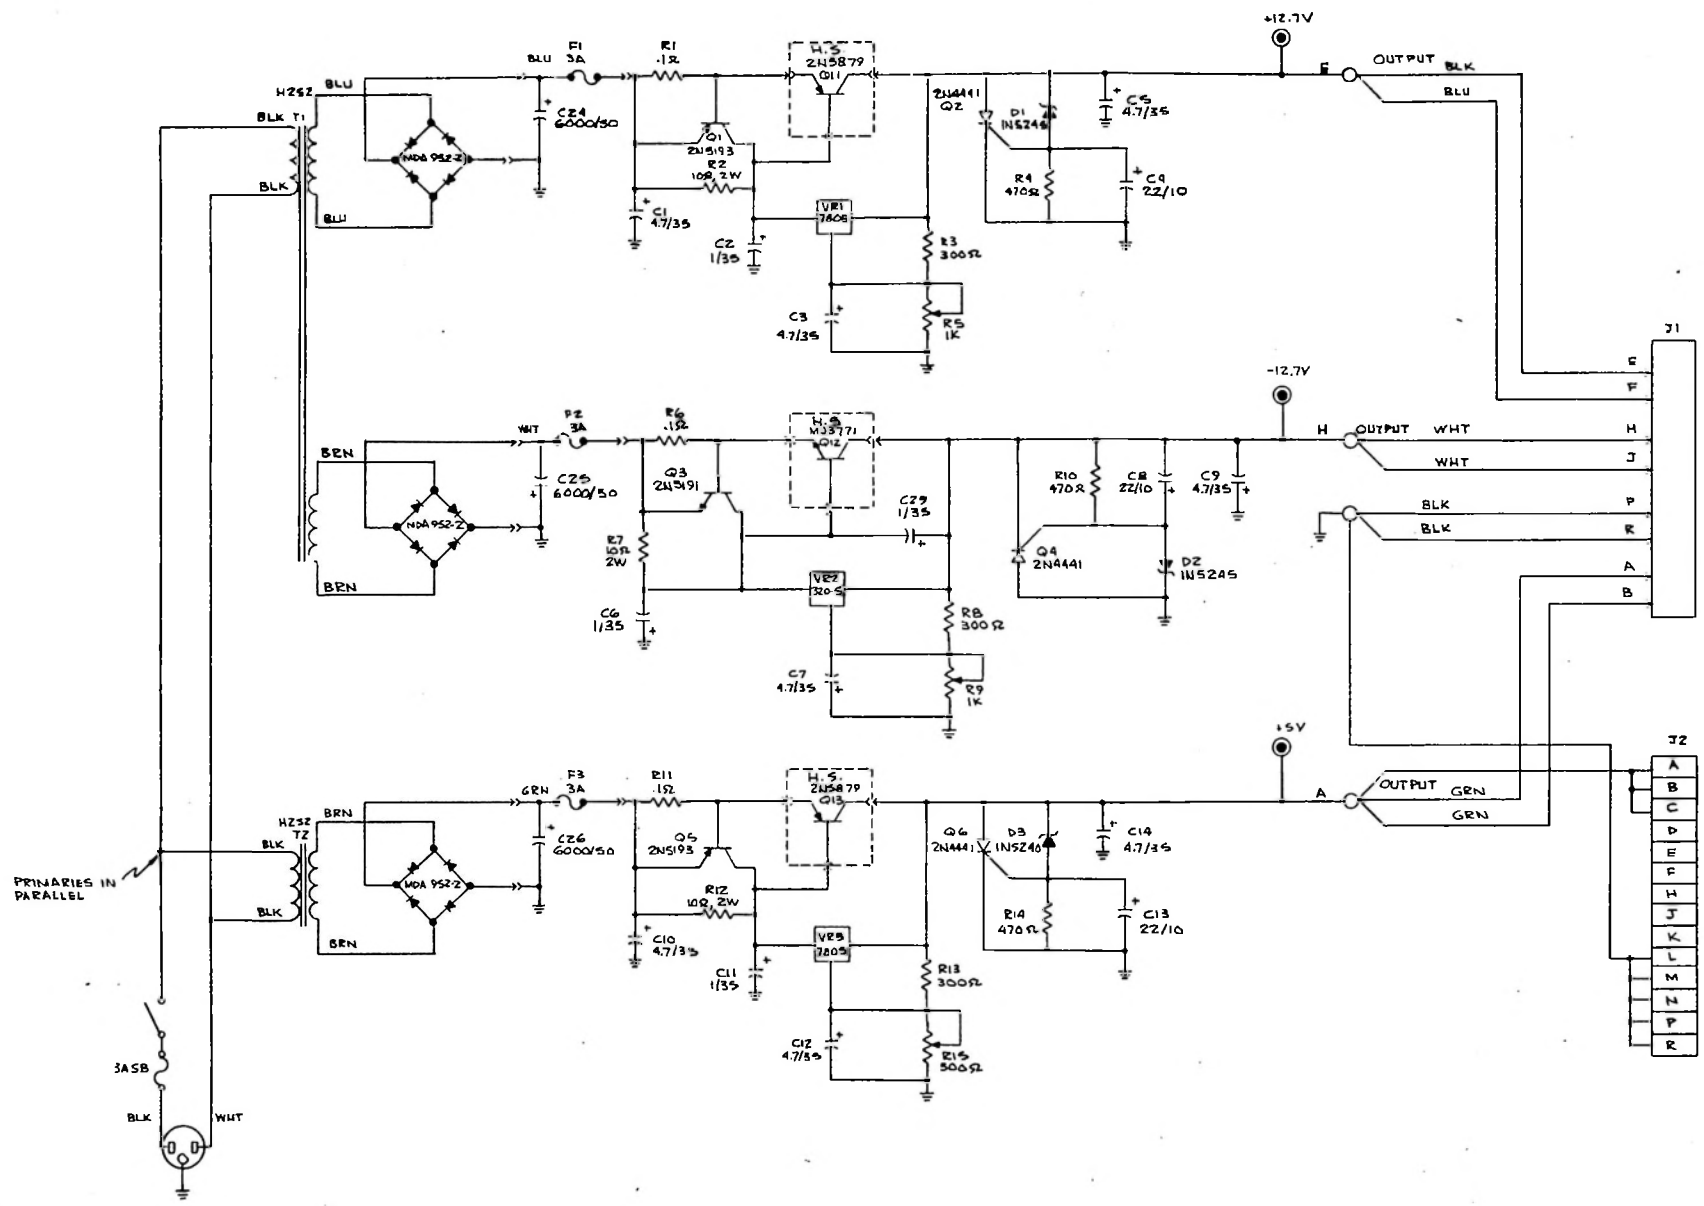 +12.7V
H2S2
BLU
BLK T1
BLK
BLU
MDA 952-2
BLU
F1
3A
C24
6000/50
R1
.1Ω
H.S.
2N5879
Q11
Q1
2N5193
R2
10Ω, 2W
C1
4.7/35
C2
1/35
VR1
7805
C3
4.7/35
R3
300Ω
R5
1K
2N4441
Q2
D1
1N5245
R4
470Ω
C4
22/10
C5
4.7/35
E
OUTPUT BLK
BLU
J1
E
F
H
J
P
R
A
B
-12.7V
BRN
BRN
MDA 952-2
WHT
F2
3A
C25
6000/50
R6
.1Ω
H.S
MJ3771
Q12
Q3
2N5191
R7
10Ω
2W
C29
1/35
VR2
320-5
C6
1/35
C7
4.7/35
R8
300Ω
R9
1K
R10
470Ω
C8
22/10
C9
4.7/35
Q4
2N4441
D2
1N5245
H
OUTPUT WHT
WHT
BLK
BLK
+5V
H2S2
T2
BRN
BLK
BLK
BRN
MDA 952-2
GRN
F3
3A
C26
6000/50
R11
.1Ω
H.S.
2N5879
Q13
Q5
2N5193
R12
10Ω, 2W
C10
4.7/35
C11
1/35
VR3
7805
C12
4.7/35
R13
300Ω
R15
500Ω
Q6
2N4441
D3
1N5240
R14
470Ω
C13
22/10
C14
4.7/35
A
OUTPUT
GRN
GRN
J2
A
B
C
D
E
F
H
J
K
L
M
N
P
R
PRIMARIES IN
PARALLEL
3ASB
BLK
WHT